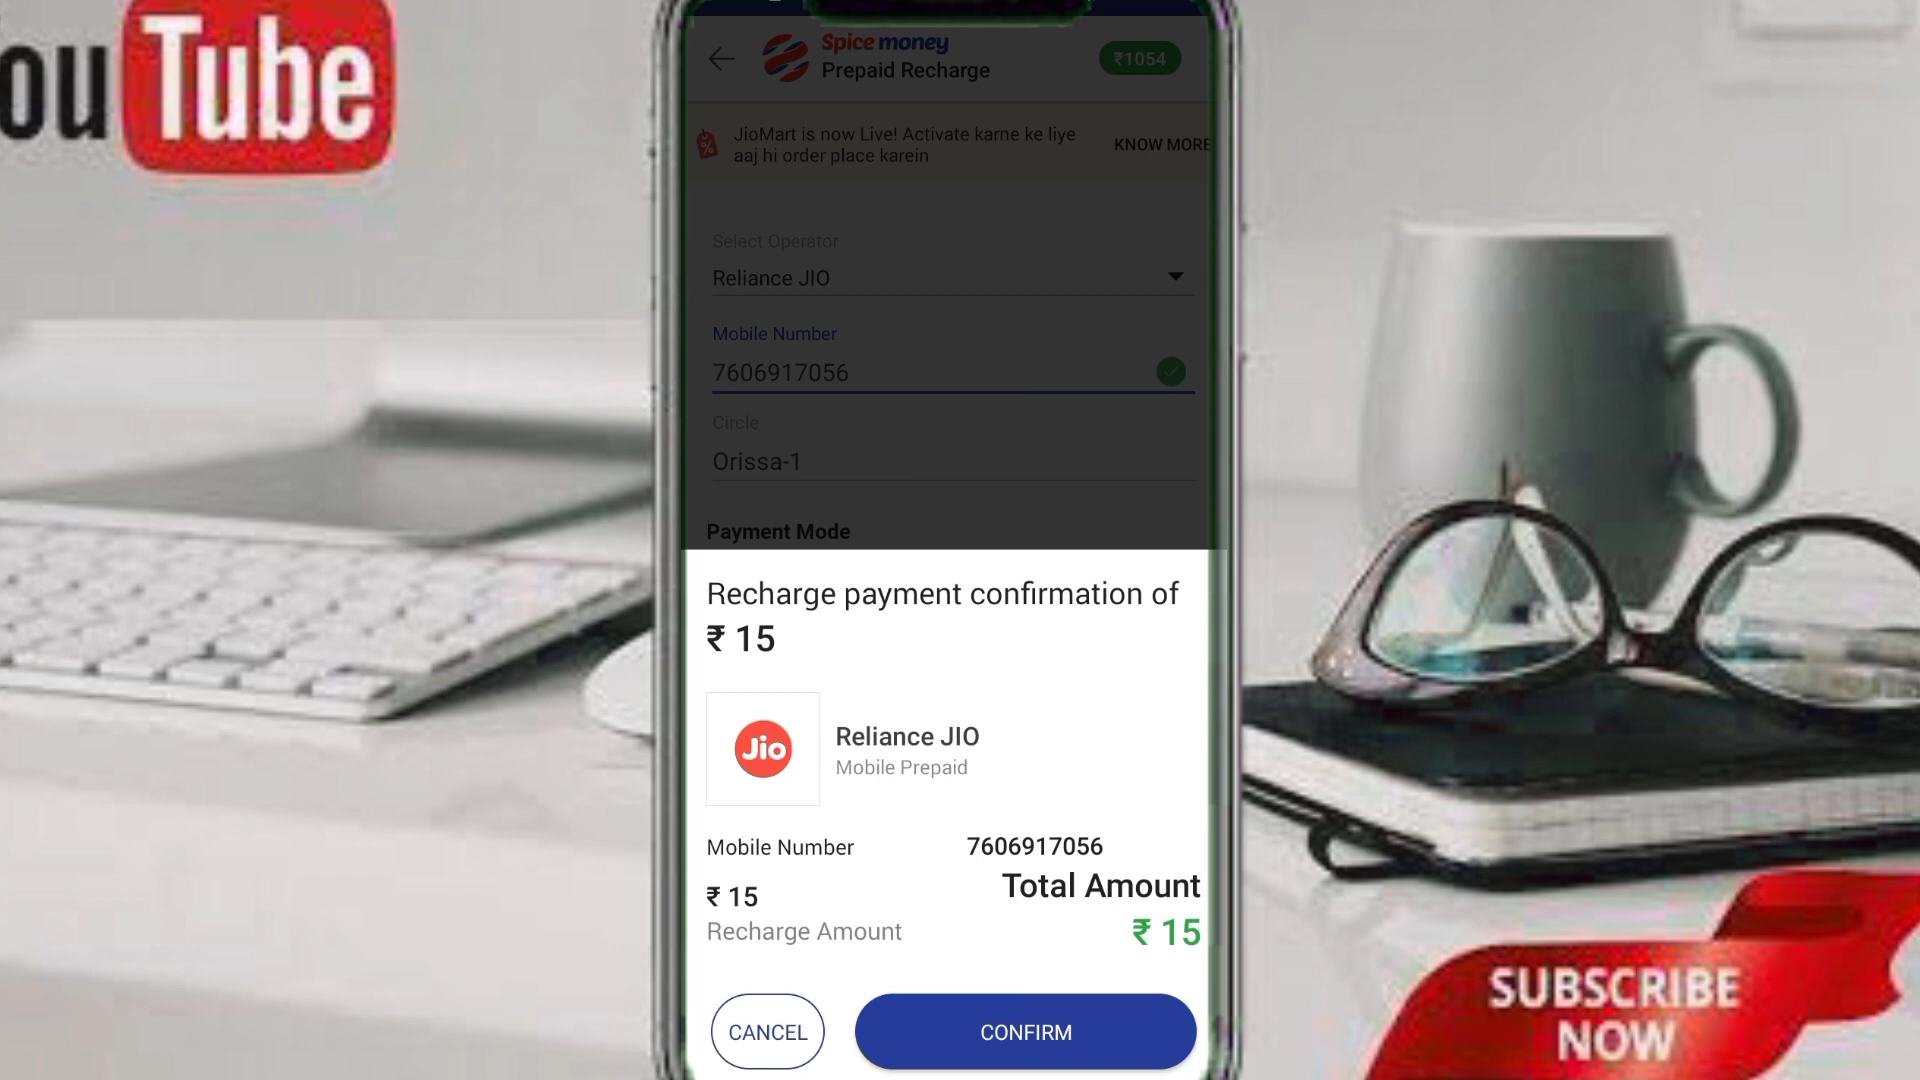 ou Tube
Spice money
Prepaid Recharge
₹1054
JioMart is now Live! Activate karne ke liye
aaj hi order place karein
KNOW MORE
Select Operator
Reliance JIO
Mobile Number
7606917056
Circle
Orissa-1
Payment Mode
Recharge payment confirmation of
₹ 15
Jio
Reliance JIO
Mobile Prepaid
Mobile Number
7606917056
₹ 15
Recharge Amount
Total Amount
₹ 15
CANCEL
CONFIRM
SUBSCRIBE
NOW